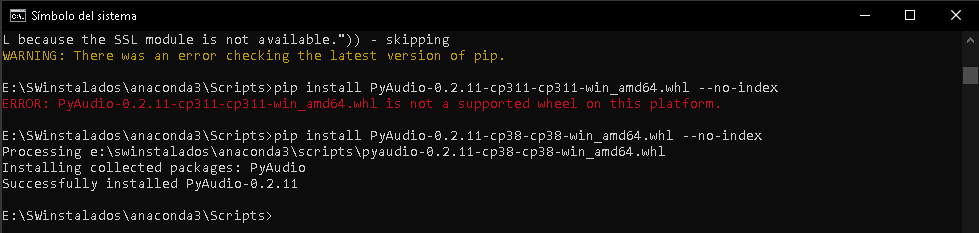 Símbolo del sistema
L because the SSL module is not available.")) - skipping
WARNING: There was an error checking the latest version of pip.
E:\SWinstalados\anaconda3\Scripts>pip install PyAudio-0.2.11-cp311-cp311-win_amd64.whl --no-index
ERROR: PyAudio-0.2.11-cp311-cp311-win_amd64.whl is not a supported wheel on this platform.
E:\SWinstalados\anaconda3\Scripts>pip install PyAudio-0.2.11-cp38-cp38-win_amd64.whl --no-index
Processing e:\swinstalados\anaconda3\scripts\pyaudio-0.2.11-cp38-cp38-win_amd64.whl
Installing collected packages: PyAudio
Successfully installed PyAudio-0.2.11
E:\SWinstalados\anaconda3\Scripts>